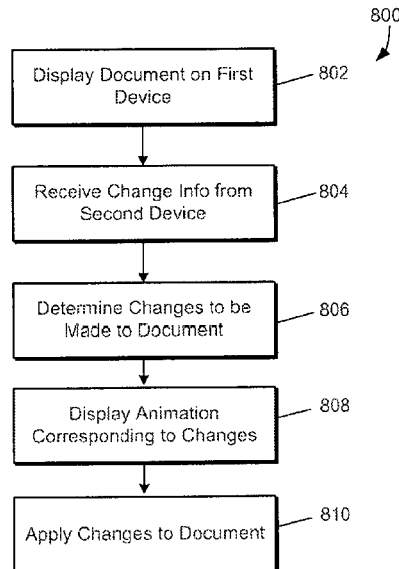 800
Display Document on First
Device
802
Receive Change Info from
Second Device
804
Determine Changes to be
Made to Document
806
Display Animation
Corresponding to Changes
808
Apply Changes to Document
810